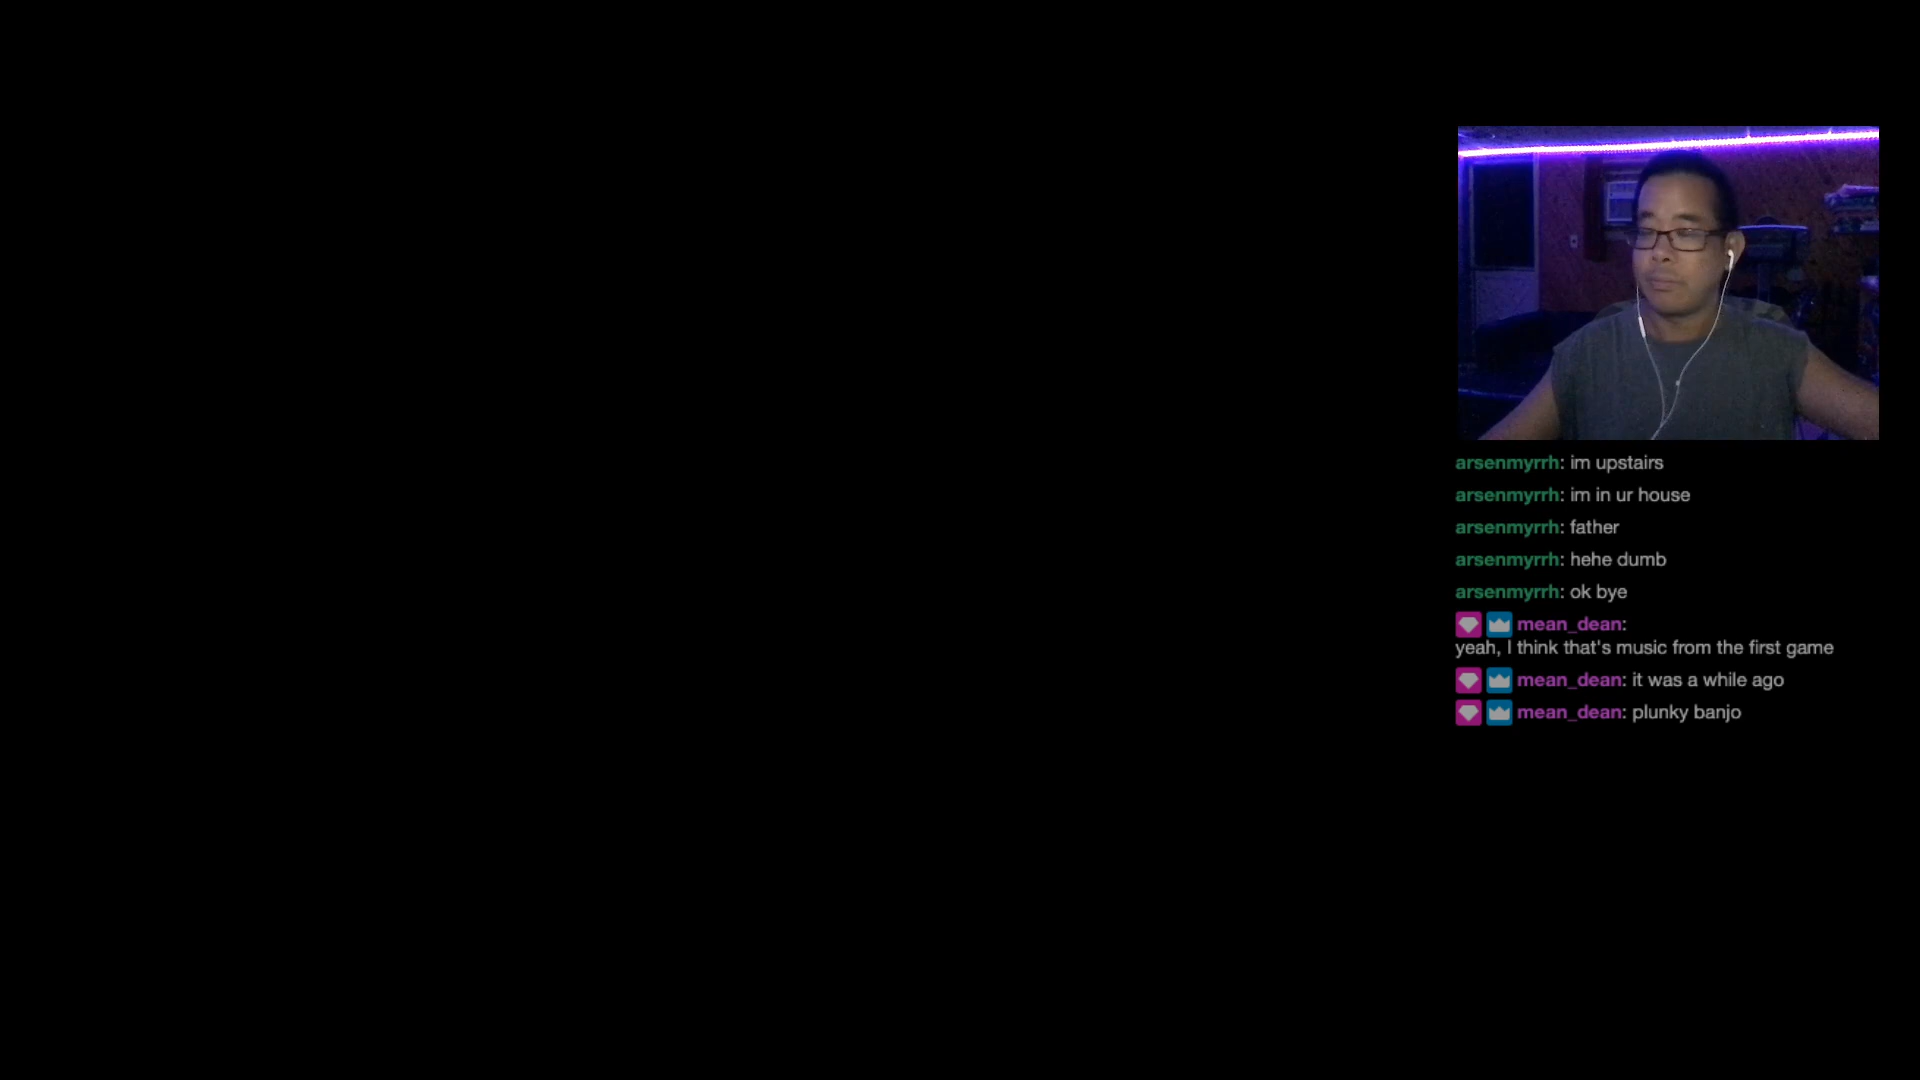 arsenmyrrh: im upstairs
arsenmyrrh: im in ur house
arsenmyrrh: father
arsenmyrrh: hehe dumb
arsenmyrrh: ok bye
mean_dean:
yeah, I think that's music from the first game
mean_dean: it was a while ago
mean_dean: plunky banjo